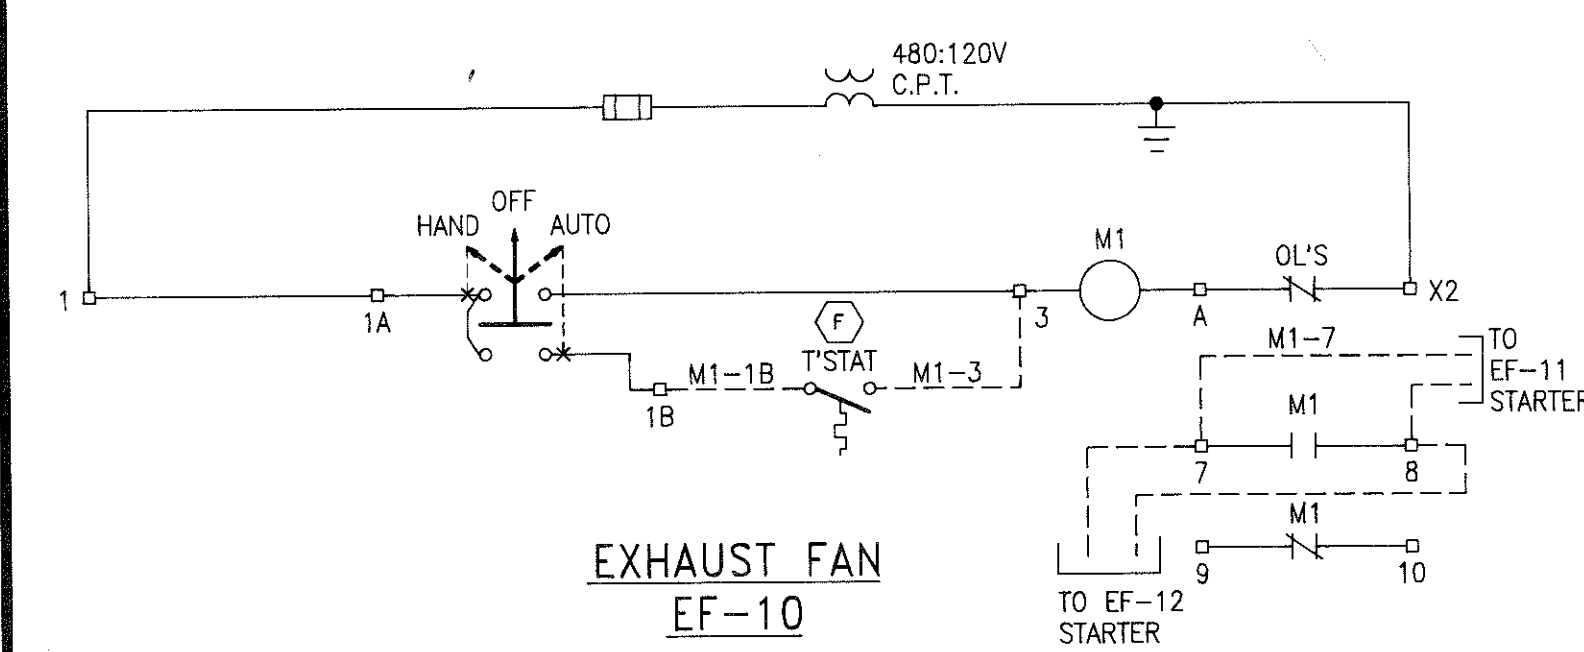 480:120V
C.P.T.
OFF
HAND
AUTO
M1
OL'S
1
1A
3
A
X2
F
T'STAT
M1-1B
M1-3
1B
M1-7
TO
EF-11
STARTER
M1
7
8
M1
9
10
TO EF-12
STARTER
EXHAUST FAN
EF-10